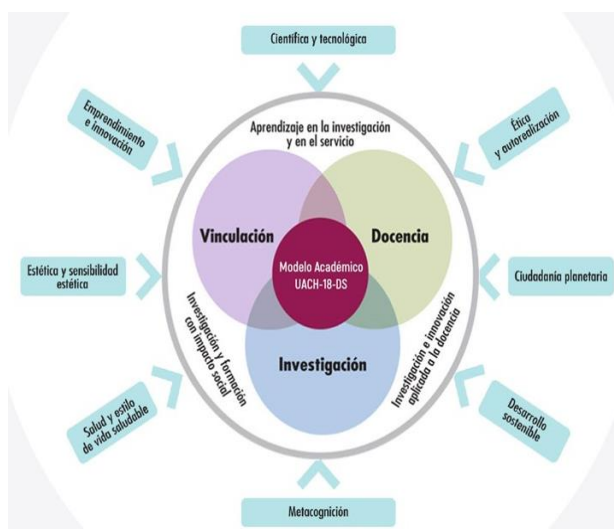 Científica y tecnológica
Emprendimiento
e innovación
Ética
y autorealización
Aprendizaje en la investigación
y en el servicio
Vinculación
Docencia
Modelo Académico
UACH-18-DS
Estética y sensibilidad
estética
Ciudadanía planetaria
Investigación y formación
con impacto social
Investigación e innovación
aplicada a la docencia
Investigación
Salud y estilo
de vida saludable
Desarrollo
sostenible
Metacognición